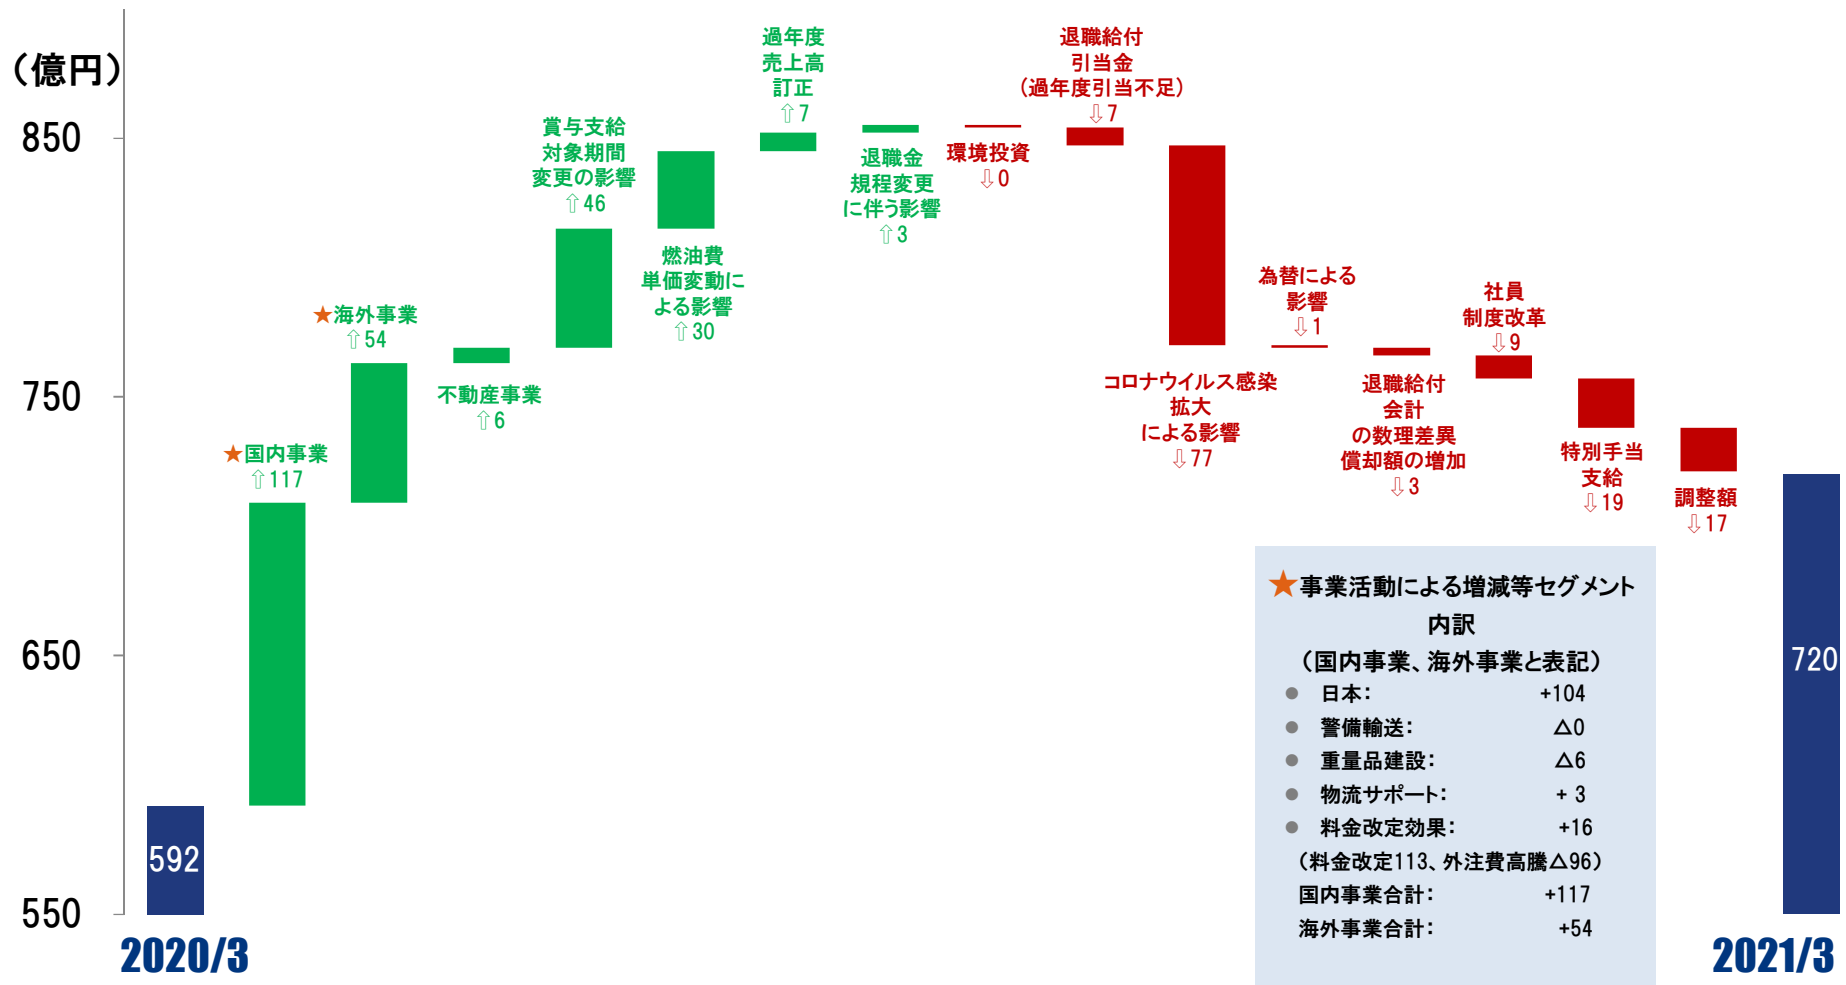 （億円）
850
750
650
550
592
2020/3
★国内事業
⇧117
★海外事業
⇧54
不動産事業
⇧6
賞与支給
対象期間
変更の影響
⇧46
燃油費
単価変動に
よる影響
⇧30
過年度
売上高
訂正
⇧7
退職金
規程変更
に伴う影響
⇧3
環境投資
⇩0
退職給付
引当金
（過年度引当不足）
⇩7
コロナウイルス感染
拡大
による影響
⇩77
為替による
影響
⇩1
退職給付
会計
の数理差異
償却額の増加
⇩3
社員
制度改革
⇩9
特別手当
支給
⇩19
調整額
⇩17
720
2021/3
★事業活動による増減等セグメント
内訳
（国内事業、海外事業と表記）
● 日本： +104
● 警備輸送： △0
● 重量品建設： △6
● 物流サポート： + 3
● 料金改定効果： +16
（料金改定113、外注費高騰△96）
国内事業合計： +117
海外事業合計： +54